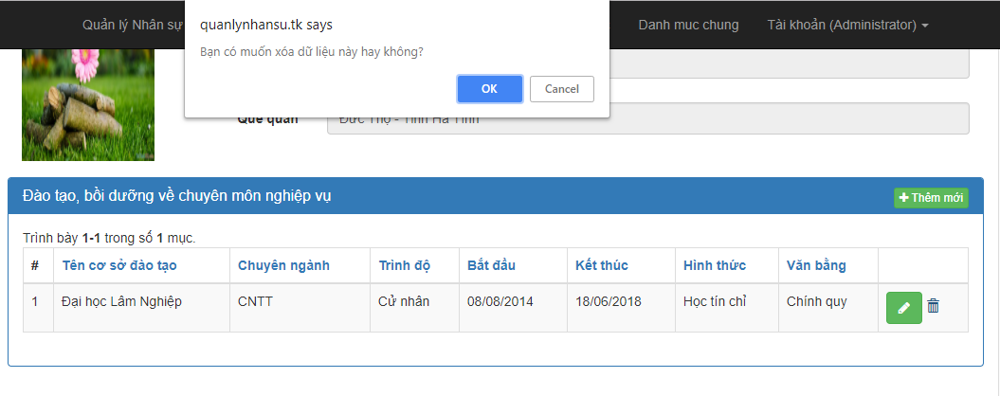 Quản lý Nhân sự
quanlynhansu.tk says
Danh mục chung
Tài khoản (Administrator)
Bạn có muốn xóa dữ liệu này hay không?
OK
Cancel
Quê quán
Đức Thọ - Tỉnh Hà Tĩnh
Đào tạo, bồi dưỡng về chuyên môn nghiệp vụ
Thêm mới
Trình bày 1-1 trong số 1 mục.
# Tên cơ sở đào tạo Chuyên ngành Trình độ Bắt đầu Kết thúc Hình thức Văn bằng
1 Đại học Lâm Nghiệp CNTT Cử nhân 08/08/2014 18/06/2018 Học tín chỉ Chính quy